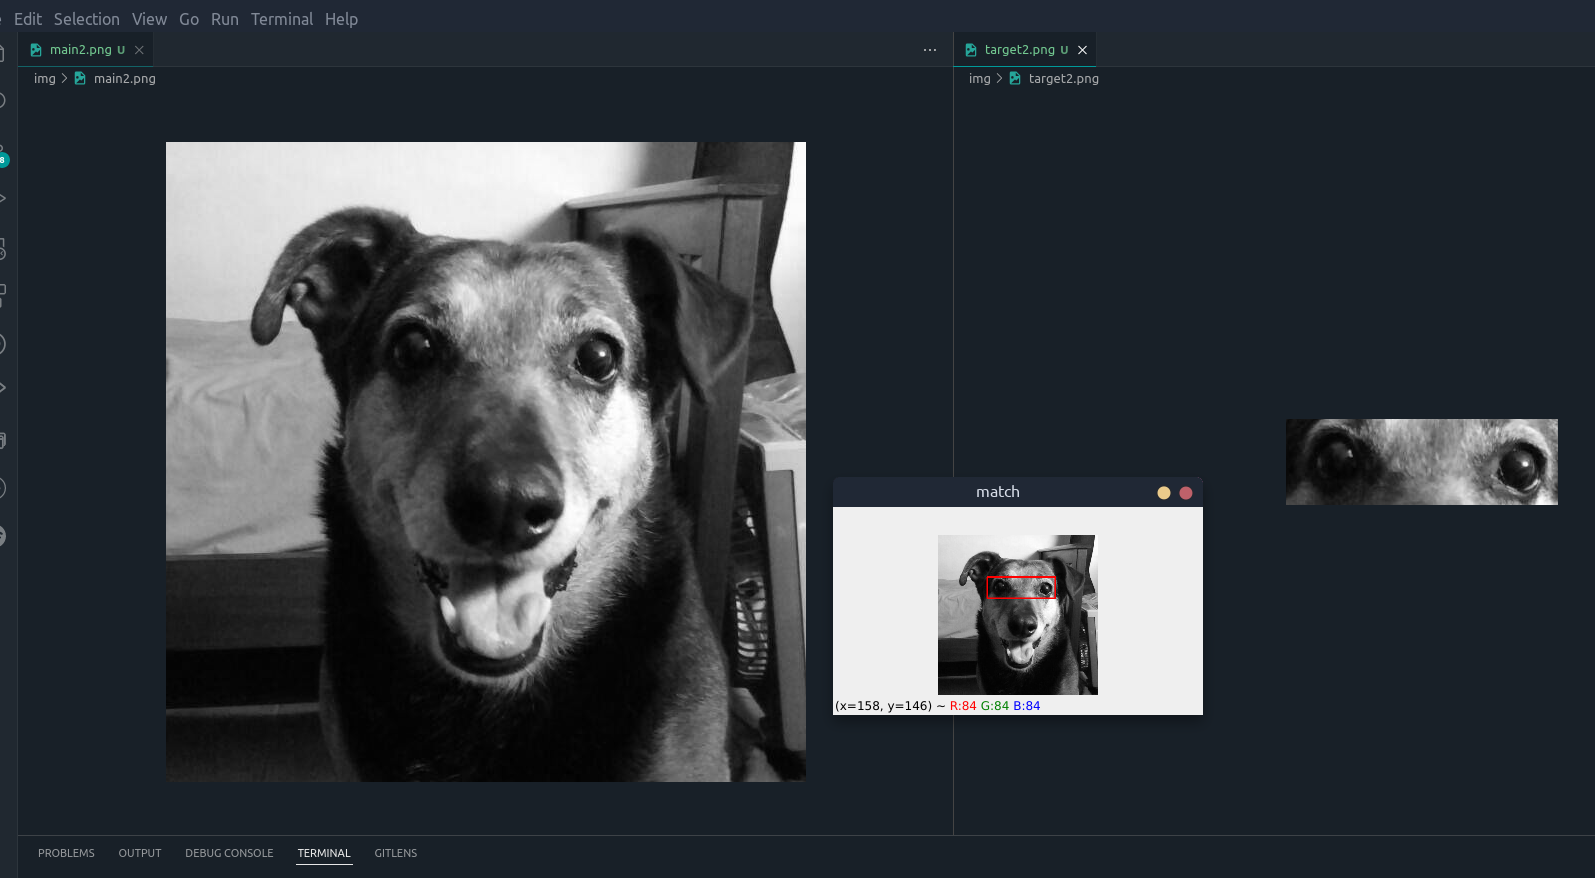 Edit Selection View Go Run Terminal Help
main2.png U
target2.png U
img > main2.png
img > target2.png
8
match
(x=158, y=146) ~ R:84 G:84 B:84
PROBLEMS OUTPUT DEBUG CONSOLE TERMINAL GITLENS